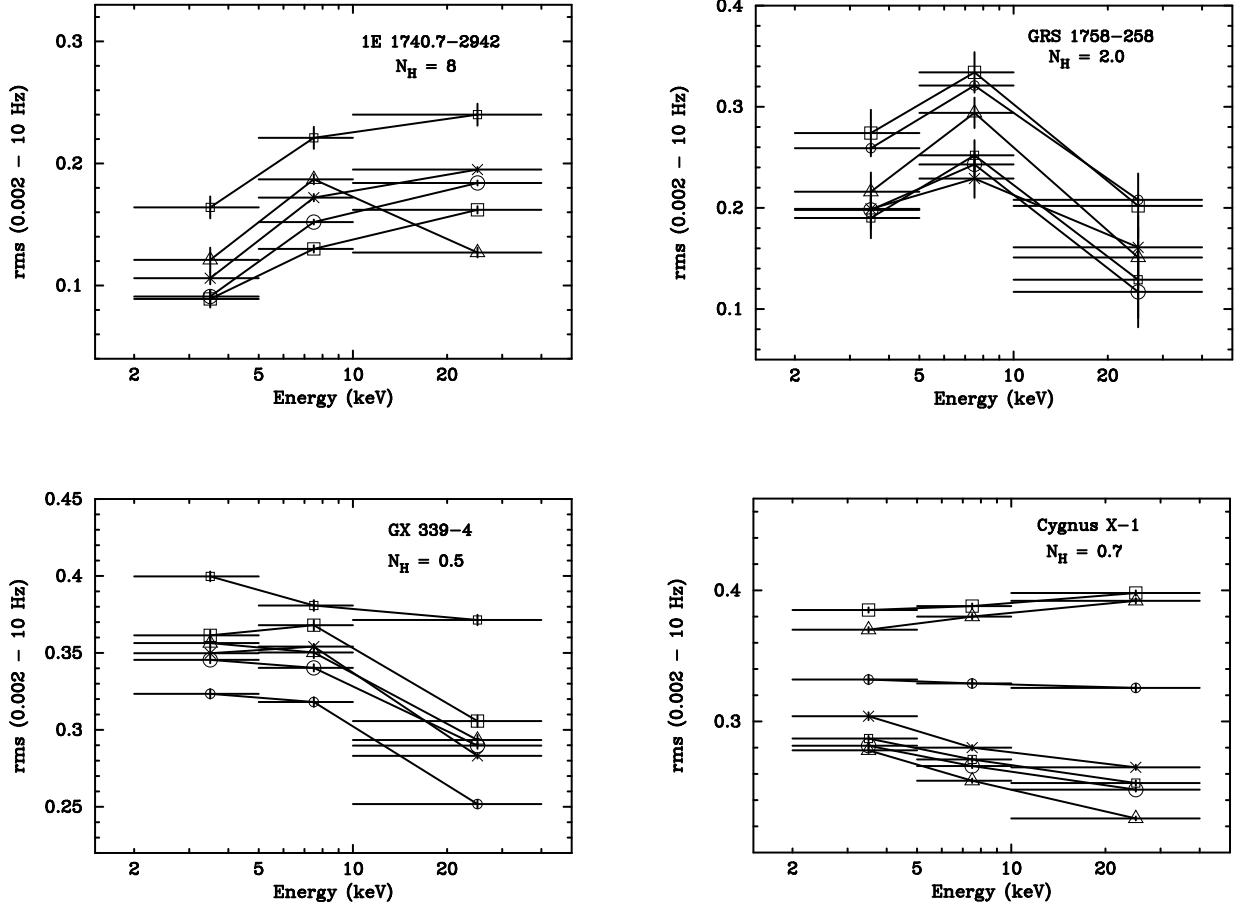 1E 1740.7−2942
N_H = 8
rms (0.002 − 10 Hz)
0.3
0.2
0.1
2 5 10 20
Energy (keV)
GRS 1758−258
N_H = 2.0
rms (0.002 − 10 Hz)
0.4
0.3
0.2
0.1
2 5 10 20
Energy (keV)
GX 339−4
N_H = 0.5
rms (0.002 − 10 Hz)
0.45
0.4
0.35
0.3
0.25
2 5 10 20
Energy (keV)
Cygnus X−1
N_H = 0.7
rms (0.002 − 10 Hz)
0.4
0.3
2 5 10 20
Energy (keV)